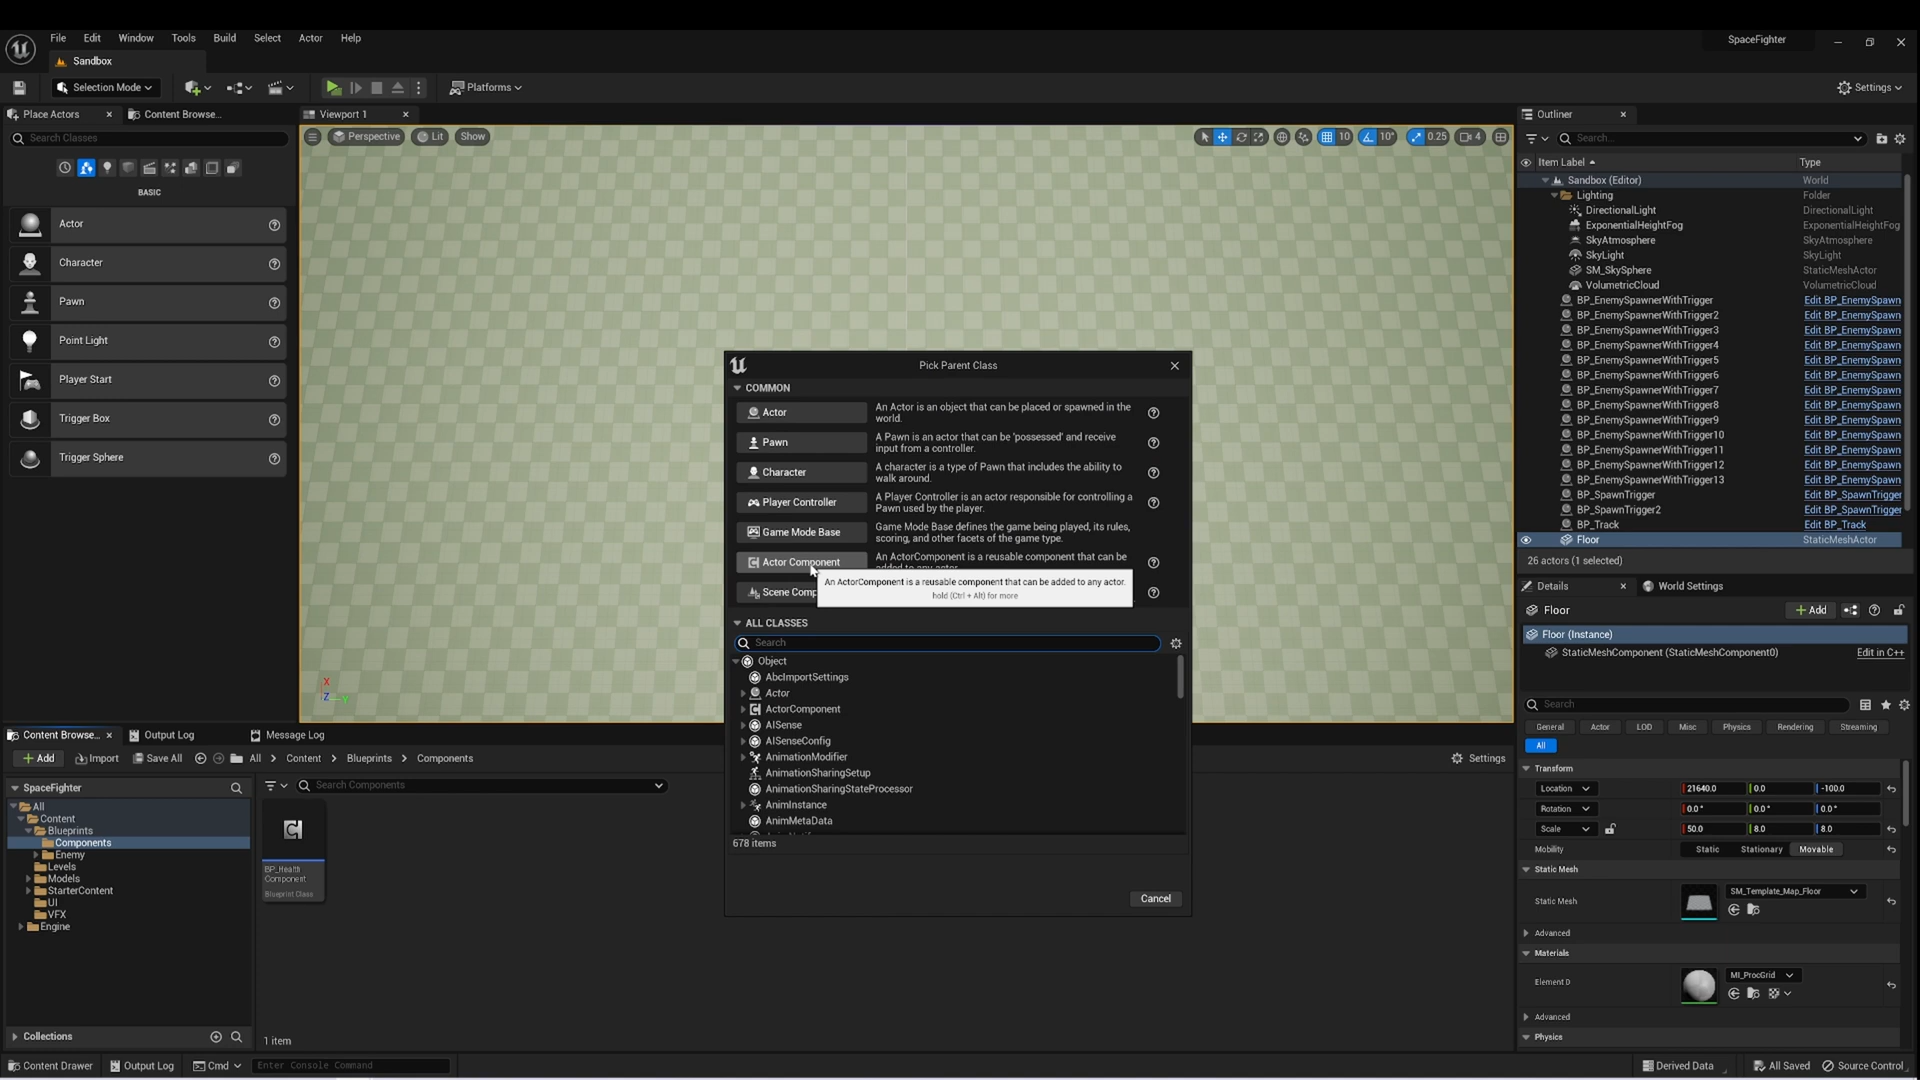 File Edit Window Tools Build Select Actor Help
SpaceFighter
Sandbox
Selection Mode
Platforms
Settings
Place Actors
Content Browse...
Viewport 1
Outliner
Search Classes
Perspective
Lit
Show
10
10°
0.25
4
Search...
Item Label
Type
BASIC
Actor
Character
Pawn
Point Light
Player Start
Trigger Box
Trigger Sphere
Sandbox (Editor) World
Lighting Folder
DirectionalLight DirectionalLight
ExponentialHeightFog ExponentialHeightFog
SkyAtmosphere SkyAtmosphere
SkyLight SkyLight
SM_SkySphere StaticMeshActor
VolumetricCloud VolumetricCloud
BP_EnemySpawnerWithTrigger Edit BP_EnemySpawn
BP_EnemySpawnerWithTrigger2 Edit BP_EnemySpawn
BP_EnemySpawnerWithTrigger3 Edit BP_EnemySpawn
BP_EnemySpawnerWithTrigger4 Edit BP_EnemySpawn
BP_EnemySpawnerWithTrigger5 Edit BP_EnemySpawn
BP_EnemySpawnerWithTrigger6 Edit BP_EnemySpawn
BP_EnemySpawnerWithTrigger7 Edit BP_EnemySpawn
BP_EnemySpawnerWithTrigger8 Edit BP_EnemySpawn
BP_EnemySpawnerWithTrigger9 Edit BP_EnemySpawn
BP_EnemySpawnerWithTrigger10 Edit BP_EnemySpawn
BP_EnemySpawnerWithTrigger11 Edit BP_EnemySpawn
BP_EnemySpawnerWithTrigger12 Edit BP_EnemySpawn
BP_EnemySpawnerWithTrigger13 Edit BP_EnemySpawn
BP_SpawnTrigger Edit BP_SpawnTrigger
BP_SpawnTrigger2 Edit BP_SpawnTrigger
BP_Track Edit BP_Track
Floor StaticMeshActor
26 actors (1 selected)
Pick Parent Class
COMMON
Actor
An Actor is an object that can be placed or spawned in the
world.
Pawn
A Pawn is an actor that can be 'possessed' and receive
input from a controller.
Character
A character is a type of Pawn that includes the ability to
walk around.
Player Controller
A Player Controller is an actor responsible for controlling a
Pawn used by the player.
Game Mode Base
Game Mode Base defines the game being played, its rules,
scoring, and other facets of the game type.
Actor Component
An ActorComponent is a reusable component that can be
added to any actor.
An ActorComponent is a reusable component that can be added to any actor.
hold (Ctrl + Alt) for more
Scene Comp
ALL CLASSES
Search
Object
AbcImportSettings
Actor
ActorComponent
AISense
AISenseConfig
AnimationModifier
AnimationSharingSetup
AnimationSharingStateProcessor
AnimInstance
AnimMetaData
678 items
Cancel
X
Z
Y
Details
World Settings
Floor
Add
Floor (Instance)
StaticMeshComponent (StaticMeshComponent0) Edit in C++
Search
General Actor LOD Misc Physics Rendering Streaming
All
Transform
Location 21640.0 0.0 -100.0
Rotation 0.0° 0.0° 0.0°
Scale 50.0 8.0 8.0
Mobility Static Stationary Movable
Static Mesh
Static Mesh SM_Template_Map_Floor
Advanced
Materials
Element 0 MI_ProcGrid
Advanced
Physics
Content Browse...
Output Log
Message Log
Add
Import
Save All
All Content Blueprints Components
Settings
SpaceFighter
Search Components
All
Content
Blueprints
Components
Enemy
Levels
Models
StarterContent
UI
VFX
Engine
BP_Health
Component
Blueprint Class
Collections
1 item
Content Drawer
Output Log
Cmd
Enter Console Command
Derived Data
All Saved
Source Control